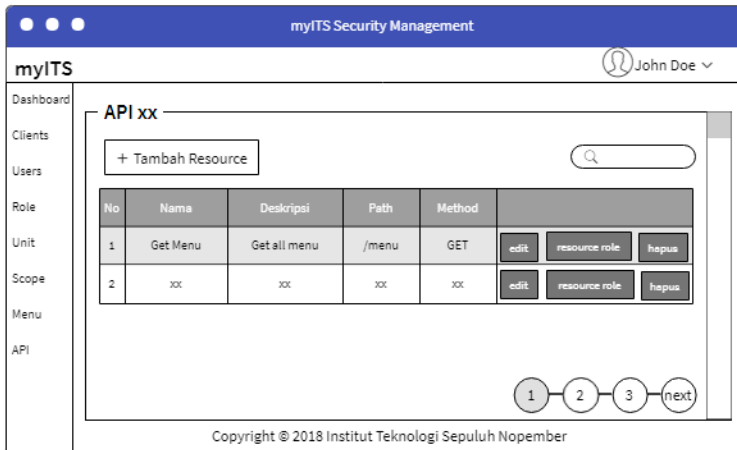 myITS Security Management
myITS
John Doe
Dashboard
Clients
Users
Role
Unit
Scope
Menu
API
API xx
+ Tambah Resource
No Nama Deskripsi Path Method
1 Get Menu Get all menu /menu GET edit resource role hapus
2 xx xx xx xx edit resource role hapus
1 2 3 next
Copyright © 2018 Institut Teknologi Sepuluh Nopember